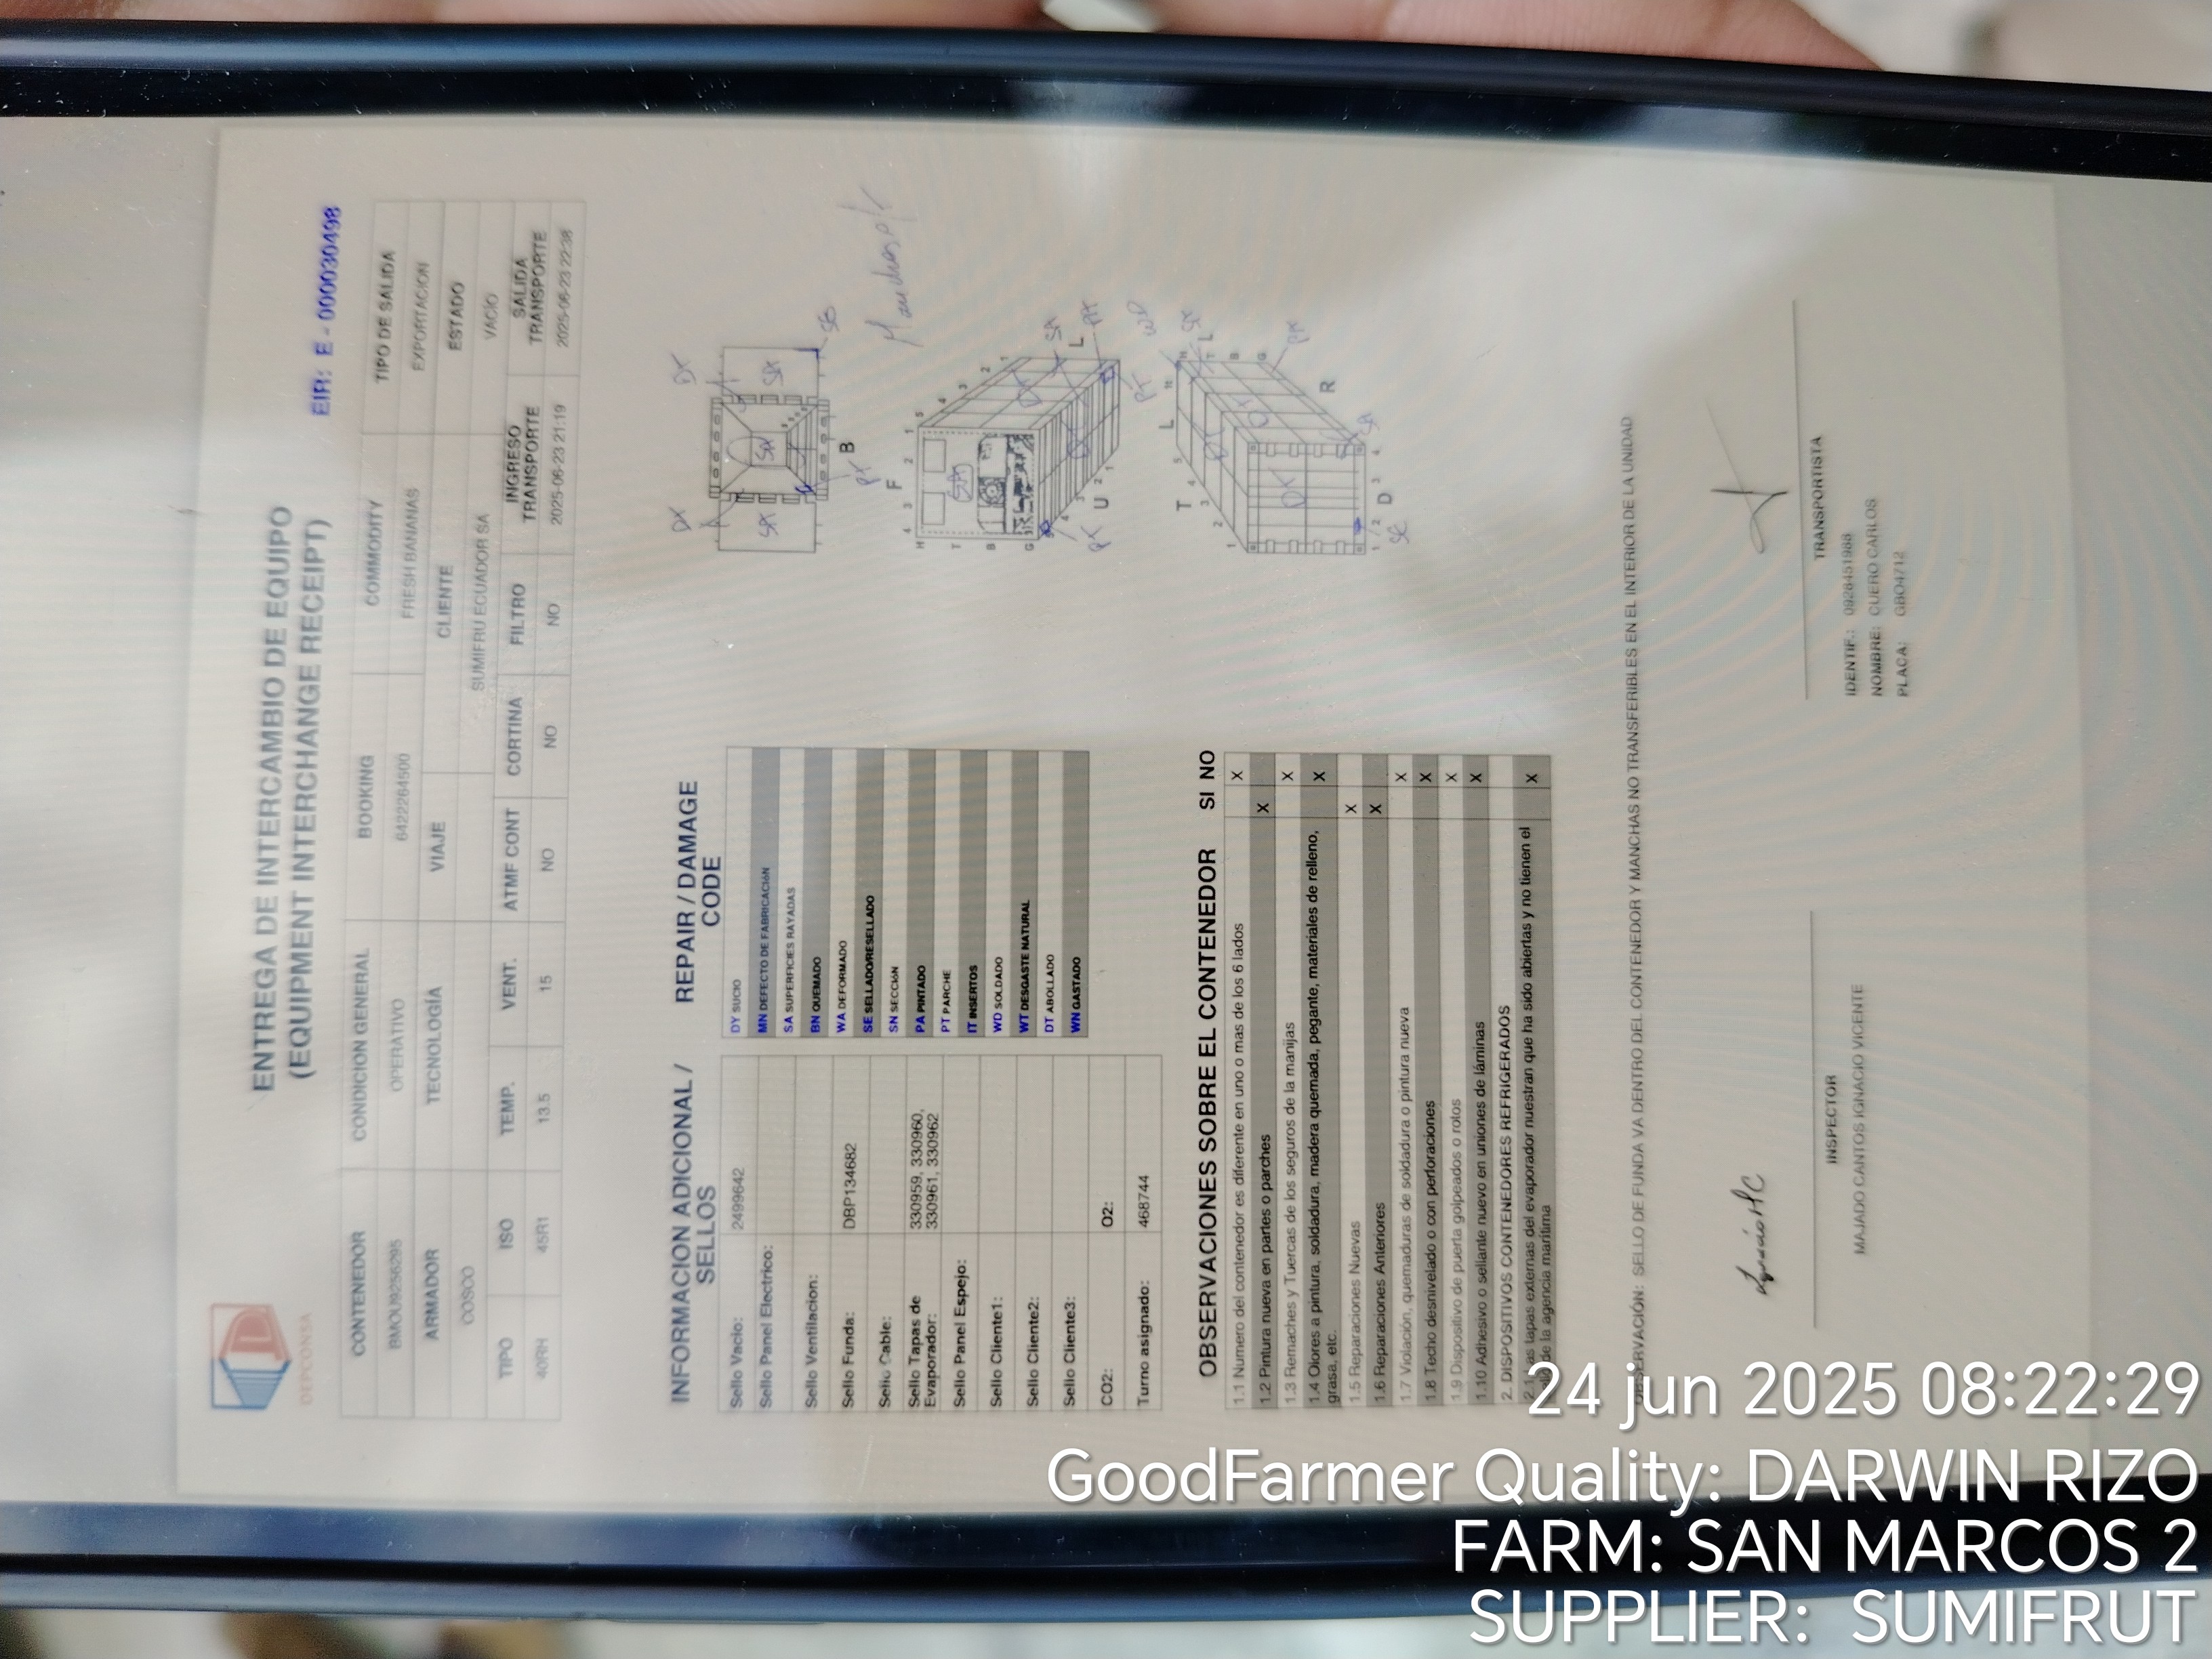 DEPCONSA
ENTREGA DE INTERCAMBIO DE EQUIPO
(EQUIPMENT INTERCHANGE RECEIPT)
EIR: E - 000030498
CONTENEDOR CONDICION GENERAL BOOKING COMMODITY TIPO DE SALIDA
BMOU9256295 OPERATIVO 6422264500 FRESH BANANAS EXPORTACION
ARMADOR TECNOLOGÍA VIAJE CLIENTE ESTADO
COSCO SUMIFRU ECUADOR SA VACIO
TIPO ISO TEMP. VENT. ATMF CONT CORTINA FILTRO INGRESO TRANSPORTE SALIDA TRANSPORTE
40RH 45R1 13.5 15 NO NO NO 2025-06-23 21:19 2025-06-23 22:38
INFORMACION ADICIONAL /
SELLOS
Sello Vacio: 2499642
Sello Panel Electrico:
Sello Ventilacion:
Sello Funda: DBP134682
Sello Cable:
Sello Tapas de Evaporador: 330959, 330960,
330961, 330962
Sello Panel Espejo:
Sello Cliente1:
Sello Cliente2:
Sello Cliente3:
CO2: O2:
Turno asignado: 468744
REPAIR / DAMAGE
CODE
DY SUCIO
MN DEFECTO DE FABRICACIóN
SA SUPERFICIES RAYADAS
BN QUEMADO
WA DEFORMADO
SE SELLADO/RESELLADO
SN SECCIóN
PA PINTADO
PT PARCHE
IT INSERTOS
WD SOLDADO
WT DESGASTE NATURAL
DT ABOLLADO
WN GASTADO
OBSERVACIONES SOBRE EL CONTENEDOR SI NO
1.1 Numero del contenedor es diferente en uno o mas de los 6 lados X
1.2 Pintura nueva en partes o parches X
1.3 Remaches y Tuercas de los seguros de la manijas X
1.4 Olores a pintura, soldadura, madera quemada, pegante, materiales de relleno, X
grasa, etc.
1.5 Reparaciones Nuevas X
1.6 Reparaciones Anteriores X
1.7 Violación, quemaduras de soldadura o pintura nueva X
1.8 Techo desnivelado o con perforaciones X
1.9 Dispositivo de puerta golpeados o rotos X
1.10 Adhesivo o sellante nuevo en uniones de láminas X
2. DISPOSITIVOS CONTENEDORES REFRIGERADOS
2.1 Las tapas externas del evaporador nuestran que ha sido abiertas y no tienen el X
de la agencia marítima
OBSERVACIÓN: SELLO DE FUNDA VA DENTRO DEL CONTENEDOR Y MANCHAS NO TRANSFERIBLES EN EL INTERIOR DE LA UNIDAD
INSPECTOR
MAJADO CANTOS IGNACIO VICENTE
TRANSPORTISTA
IDENTIF.: 0928451988
NOMBRE: CUERO CARLOS
PLACA: GBO4712
24 jun 2025 08:22:29
GoodFarmer Quality: DARWIN RIZO
FARM: SAN MARCOS 2
SUPPLIER: SUMIFRUT